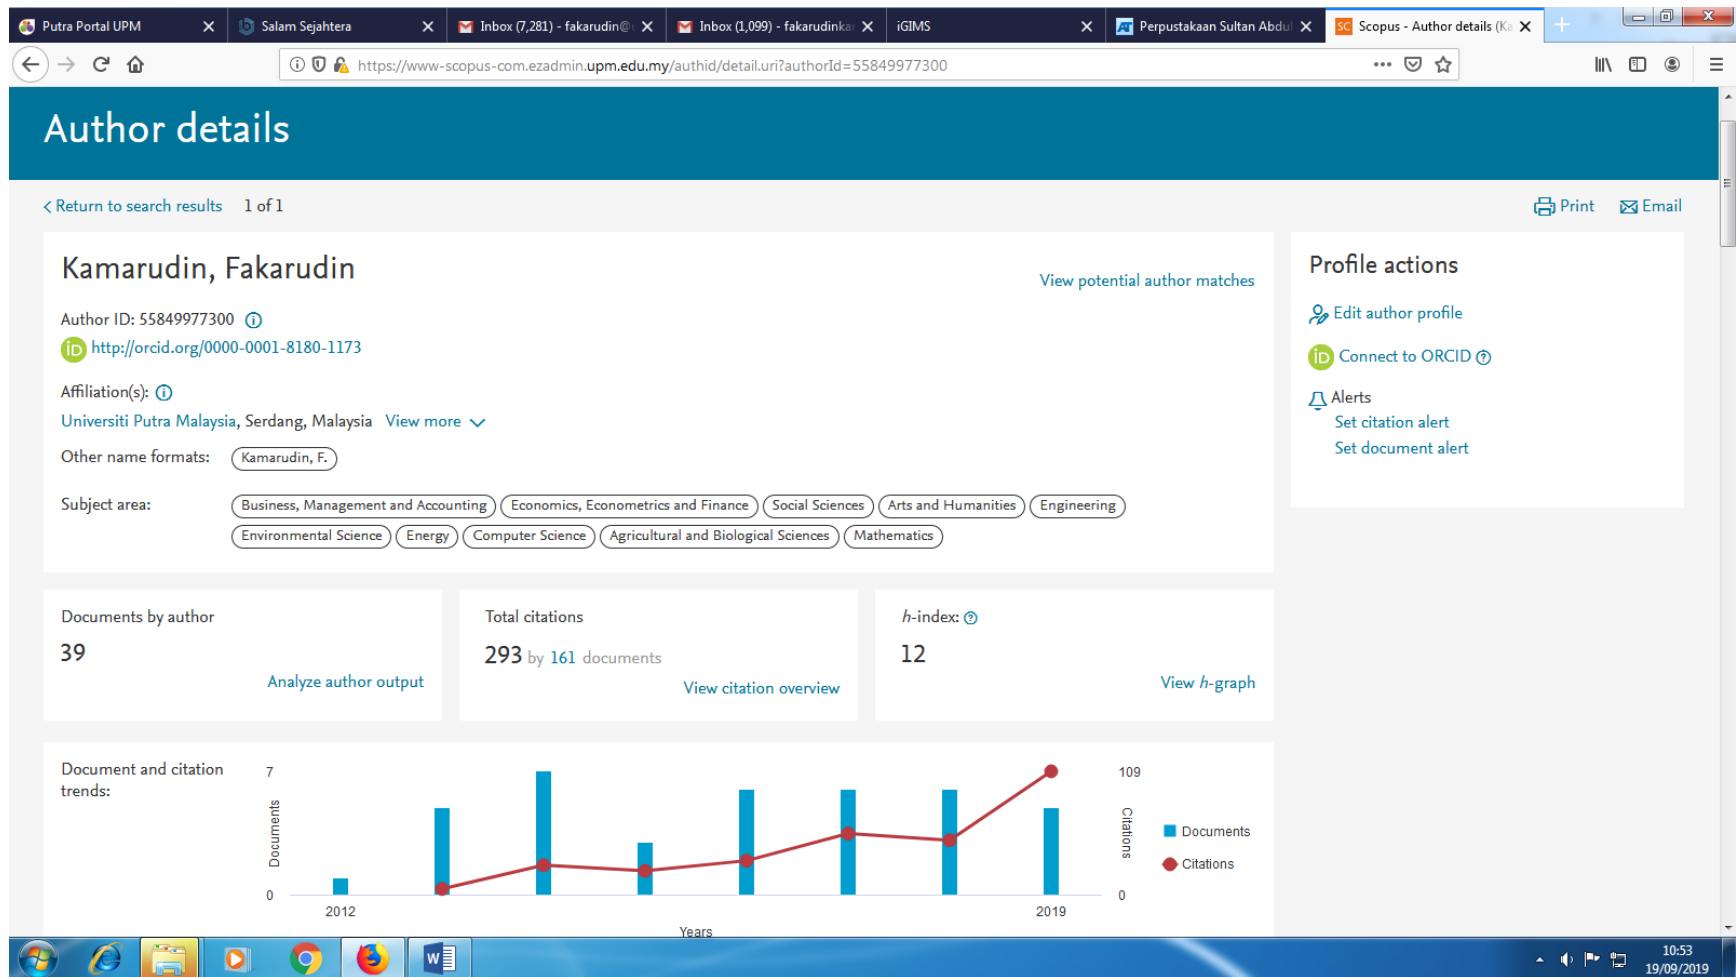 Putra Portal UPM
Salam Sejahtera
Inbox (7,281) - fakarudin@
Inbox (1,099) - fakarudinka
iGIMS
Perpustakaan Sultan Abdul
SC Scopus - Author details (Ka
https://www-scopus-com.ezadmin.upm.edu.my/authid/detail.uri?authorId=55849977300
Author details
Return to search results 1 of 1
Print Email
Kamarudin, Fakarudin
View potential author matches
Author ID: 55849977300
iD http://orcid.org/0000-0001-8180-1173
Affiliation(s):
Universiti Putra Malaysia, Serdang, Malaysia View more
Other name formats: Kamarudin, F.
Subject area: Business, Management and Accounting Economics, Econometrics and Finance Social Sciences Arts and Humanities Engineering
Environmental Science Energy Computer Science Agricultural and Biological Sciences Mathematics
Profile actions
Edit author profile
iD Connect to ORCID
Alerts
Set citation alert
Set document alert
Documents by author
39
Analyze author output
Total citations
293 by 161 documents
View citation overview
h-index:
12
View h-graph
Document and citation
trends:
7
Documents
0
2012
2019
Years
109
Citations
0
Documents
Citations
10:53
19/09/2019